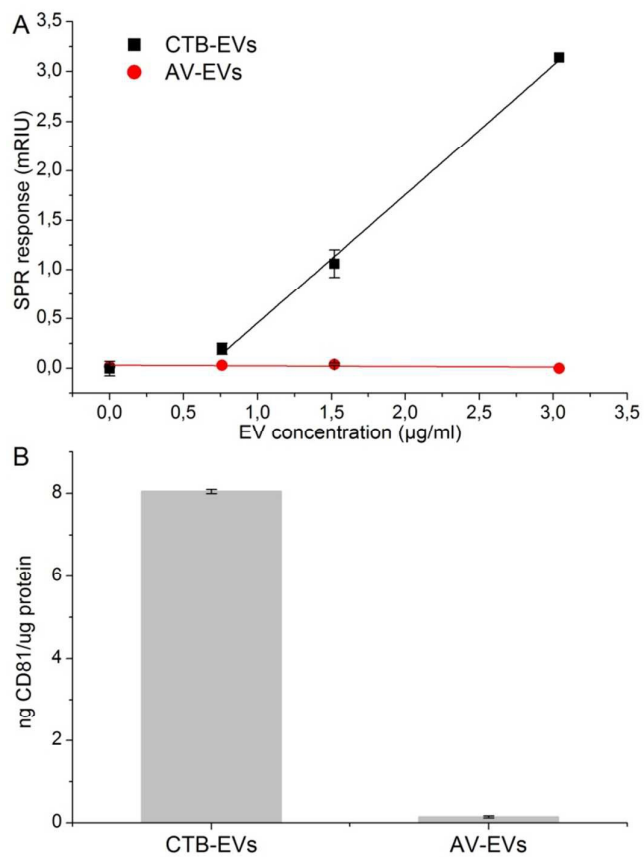 A
CTB-EVs
AV-EVs
3,5
3,0
2,5
2,0
1,5
1,0
0,5
0,0
SPR response (mRIU)
0,0 0,5 1,0 1,5 2,0 2,5 3,0 3,5
EV concentration (µg/ml)
B
8
6
4
2
0
ng CD81/ug protein
CTB-EVs AV-EVs